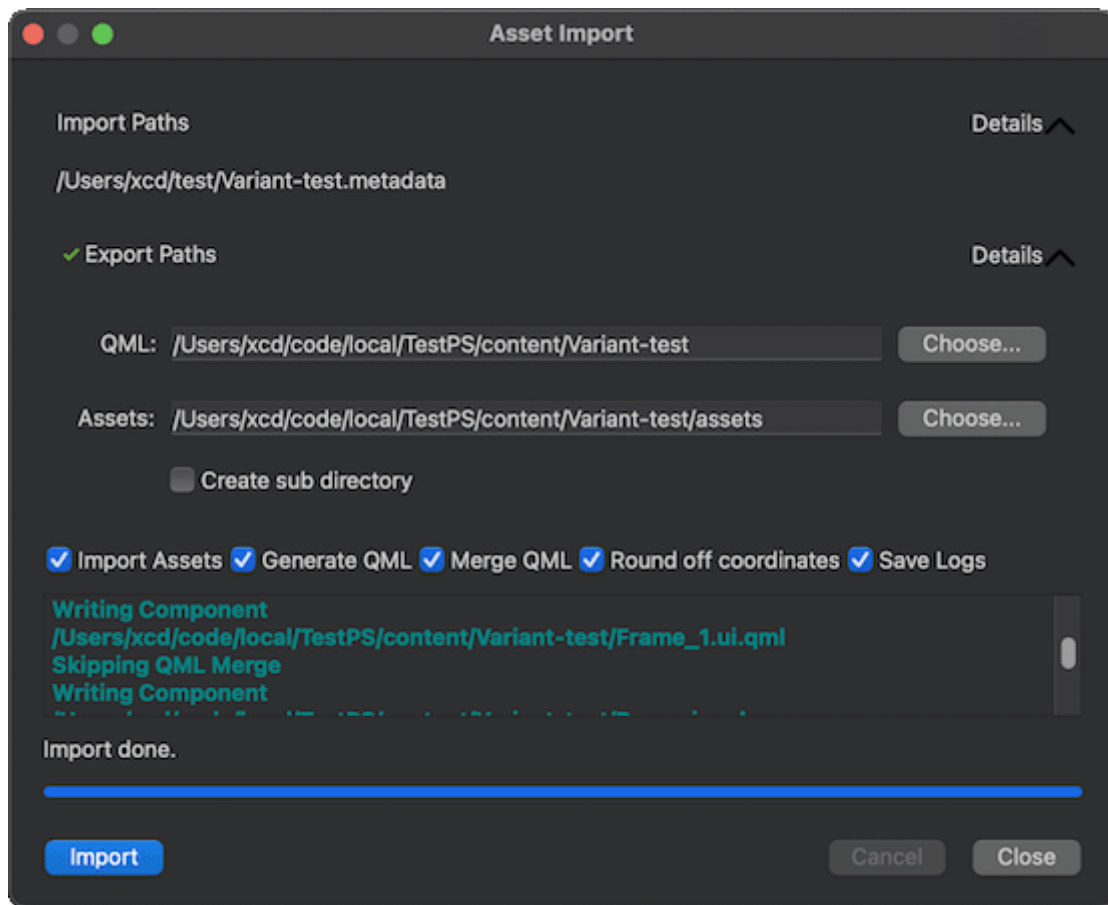 Asset Import
Import Paths Details
/Users/xcd/test/Variant-test.metadata
Export Paths Details
QML: /Users/xcd/code/local/TestPS/content/Variant-test Choose...
Assets: /Users/xcd/code/local/TestPS/content/Variant-test/assets Choose...
Create sub directory
Import Assets Generate QML Merge QML Round off coordinates Save Logs
Writing Component
/Users/xcd/code/local/TestPS/content/Variant-test/Frame_1.ui.qml
Skipping QML Merge
Writing Component
Import done.
Import Cancel Close